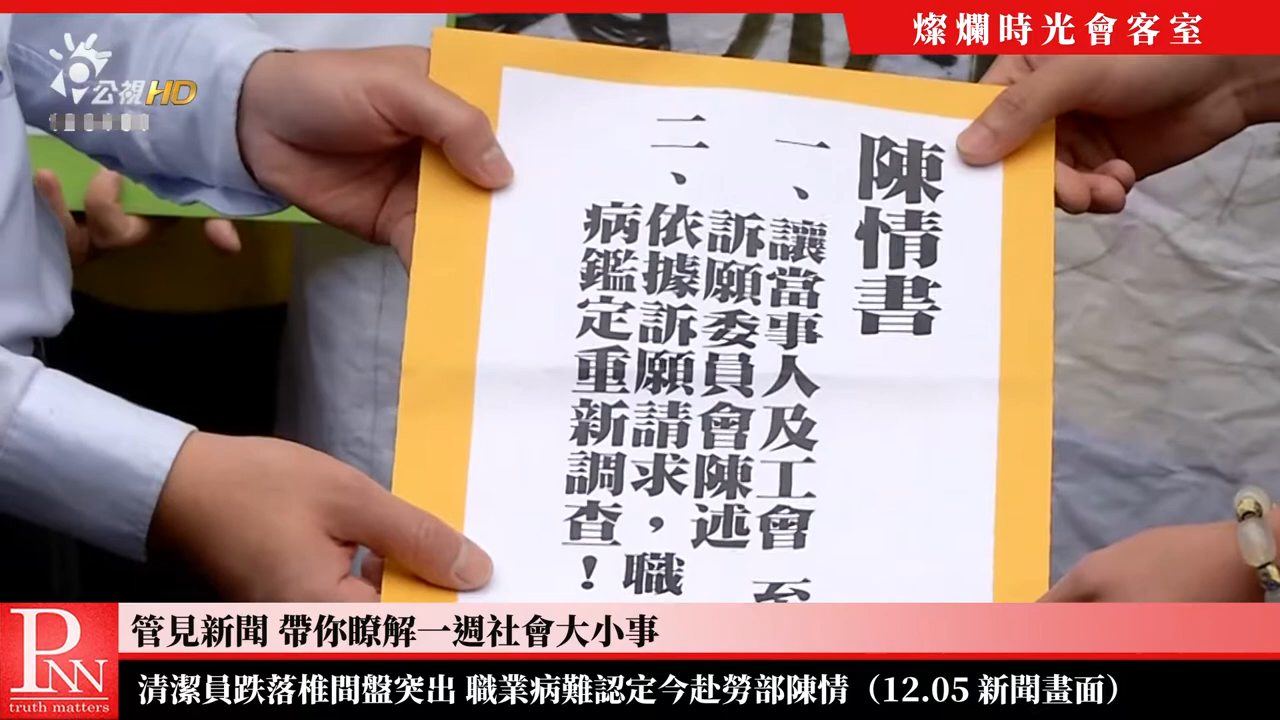 燦爛時光會客室
公視HD
陳情書
一、讓當事人及工會 至
訴願委員會陳述
二、依據訴願請求，職
病鑑定重新調查！
PNN
truth matters
管見新聞 帶你瞭解一週社會大小事
清潔員跌落椎間盤突出 職業病難認定今赴勞部陳情（12.05 新聞畫面）